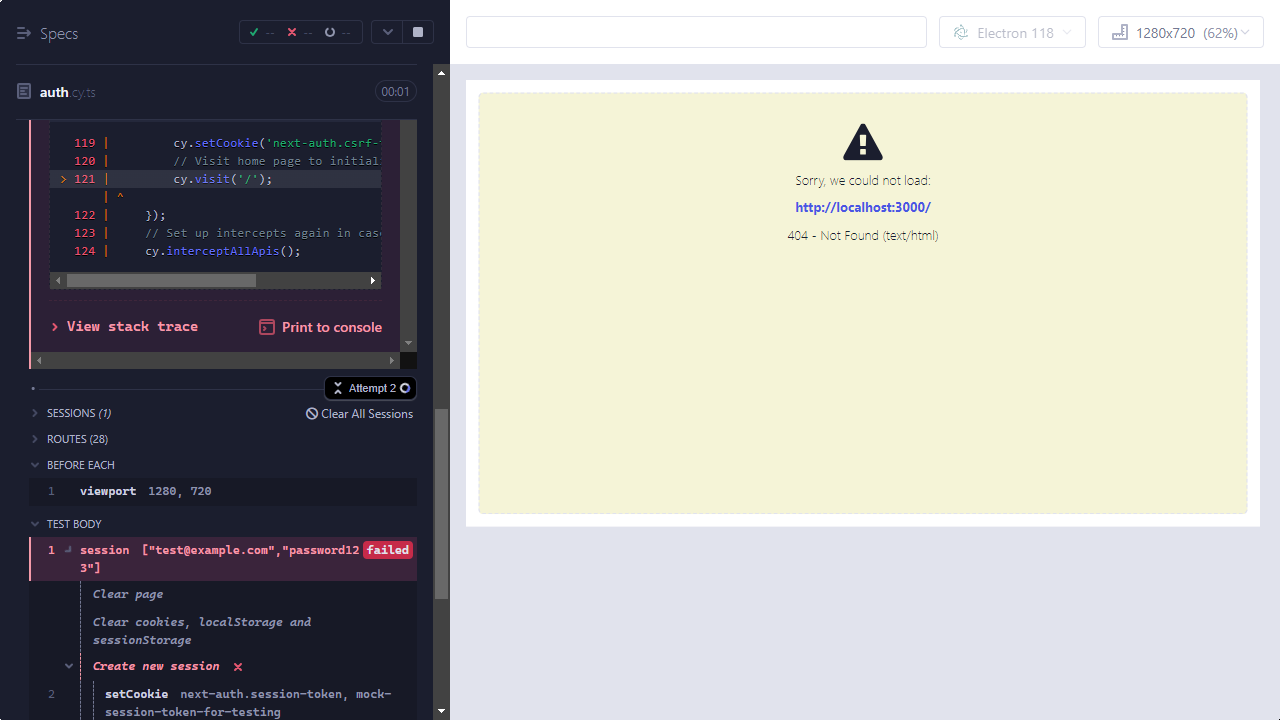 Specs
--
--
--
Electron 118
1280x720 (62%)
auth.cy.ts
00:01
119 | cy.setCookie('next-auth.csrf-
120 | // Visit home page to initiali
> 121 | cy.visit('/');
| ^
122 | });
123 | // Set up intercepts again in case
124 | cy.interceptAllApis();
View stack trace
Print to console
Attempt 2
SESSIONS (1)
Clear All Sessions
ROUTES (28)
BEFORE EACH
1 viewport 1280, 720
TEST BODY
1 session ["test@example.com","password12 failed
3"]
Clear page
Clear cookies, localStorage and
sessionStorage
Create new session
2 setCookie next-auth.session-token, mock-
session-token-for-testing
Sorry, we could not load:
http://localhost:3000/
404 - Not Found (text/html)